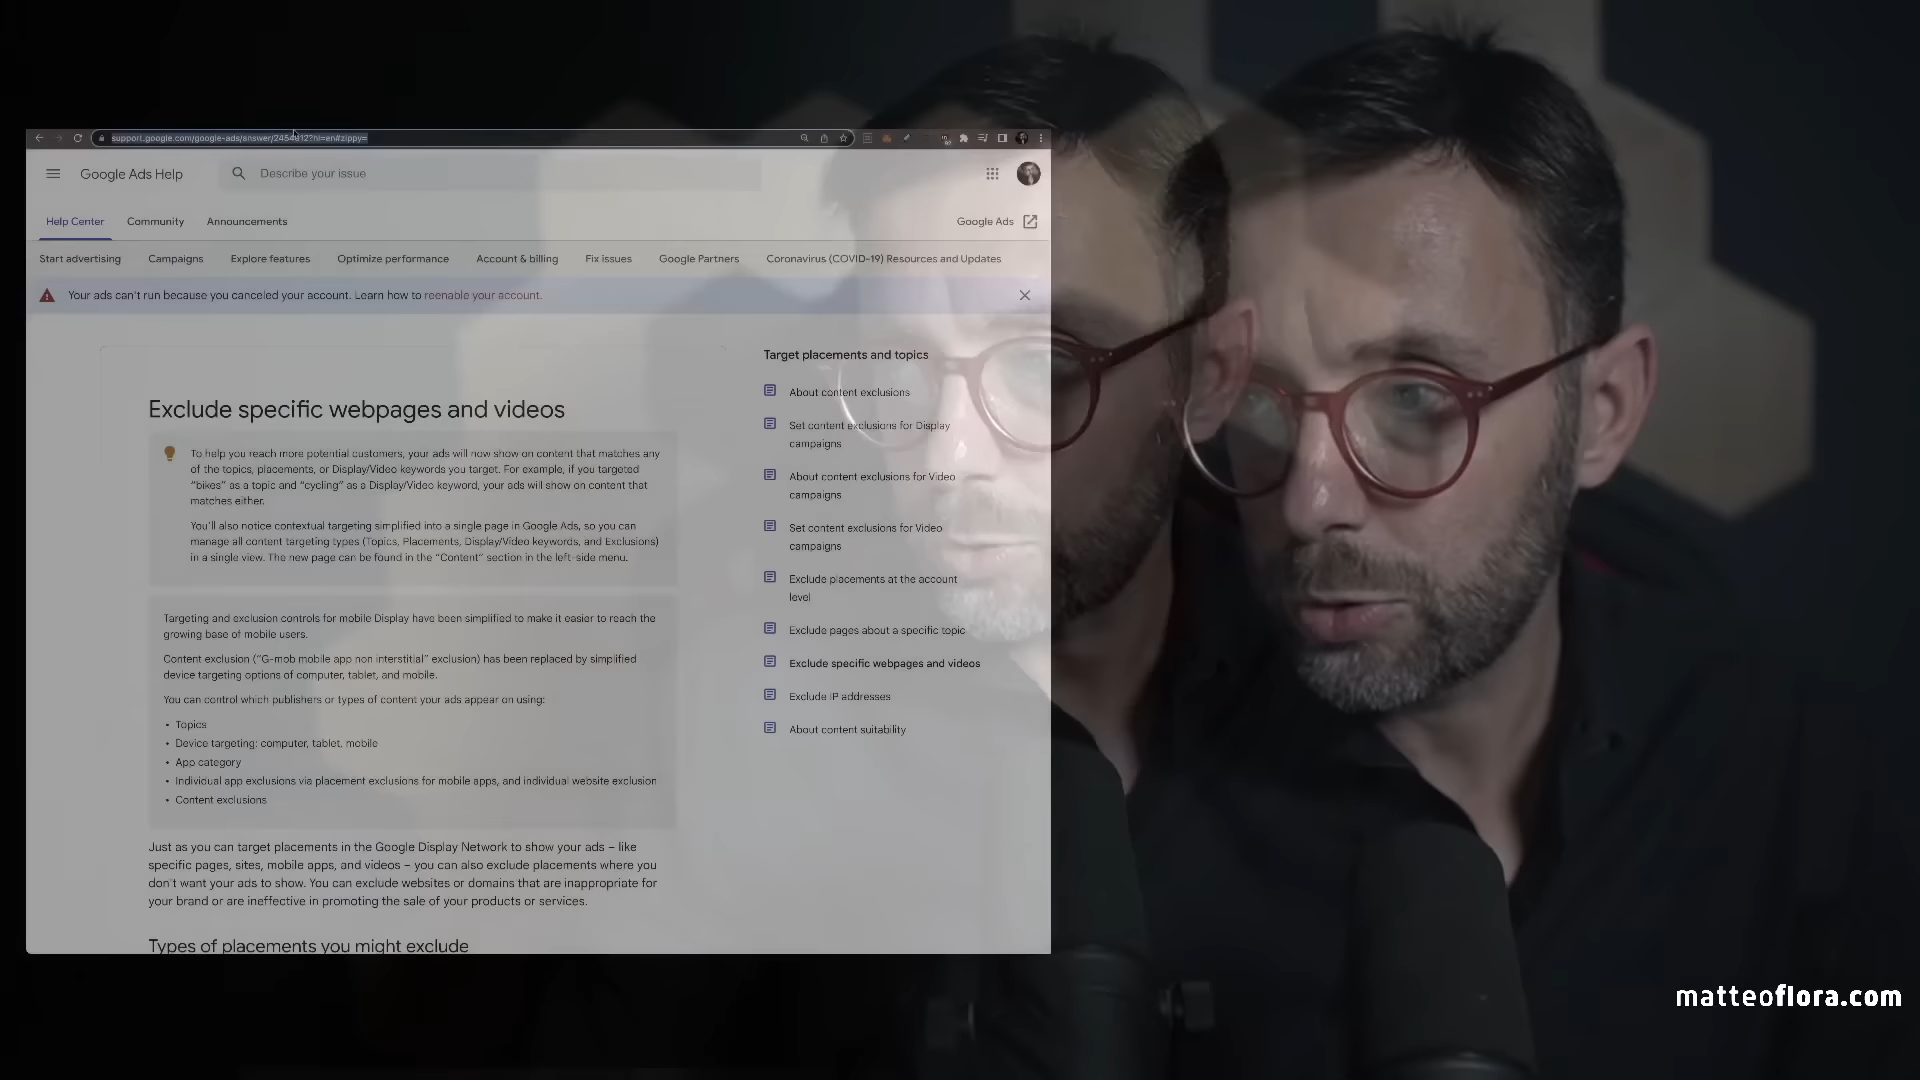 support.google.com/google-ads/answer/2454012?hl=en#zippy=
Google Ads Help
Describe your issue
Help Center
Community
Announcements
Google Ads
Start advertising
Campaigns
Explore features
Optimize performance
Account & billing
Fix issues
Google Partners
Coronavirus (COVID-19) Resources and Updates
Your ads can't run because you canceled your account. Learn how to reenable your account.
Exclude specific webpages and videos
To help you reach more potential customers, your ads will now show on content that matches any
of the topics, placements, or Display/Video keywords you target. For example, if you targeted
“bikes” as a topic and “cycling” as a Display/Video keyword, your ads will show on content that
matches either.
You'll also notice contextual targeting simplified into a single page in Google Ads, so you can
manage all content targeting types (Topics, Placements, Display/Video keywords, and Exclusions)
in a single view. The new page can be found in the “Content” section in the left-side menu.
Targeting and exclusion controls for mobile Display have been simplified to make it easier to reach the
growing base of mobile users.
Content exclusion (“G-mob mobile app non interstitial” exclusion) has been replaced by simplified
device targeting options of computer, tablet, and mobile.
You can control which publishers or types of content your ads appear on using:
• Topics
• Device targeting: computer, tablet, mobile
• App category
• Individual app exclusions via placement exclusions for mobile apps, and individual website exclusion
• Content exclusions
Just as you can target placements in the Google Display Network to show your ads – like
specific pages, sites, mobile apps, and videos – you can also exclude placements where you
don't want your ads to show. You can exclude websites or domains that are inappropriate for
your brand or are ineffective in promoting the sale of your products or services.
Types of placements you might exclude
Target placements and topics
About content exclusions
Set content exclusions for Display
campaigns
About content exclusions for Video
campaigns
Set content exclusions for Video
campaigns
Exclude placements at the account
level
Exclude pages about a specific topic
Exclude specific webpages and videos
Exclude IP addresses
About content suitability
matteoflora.com